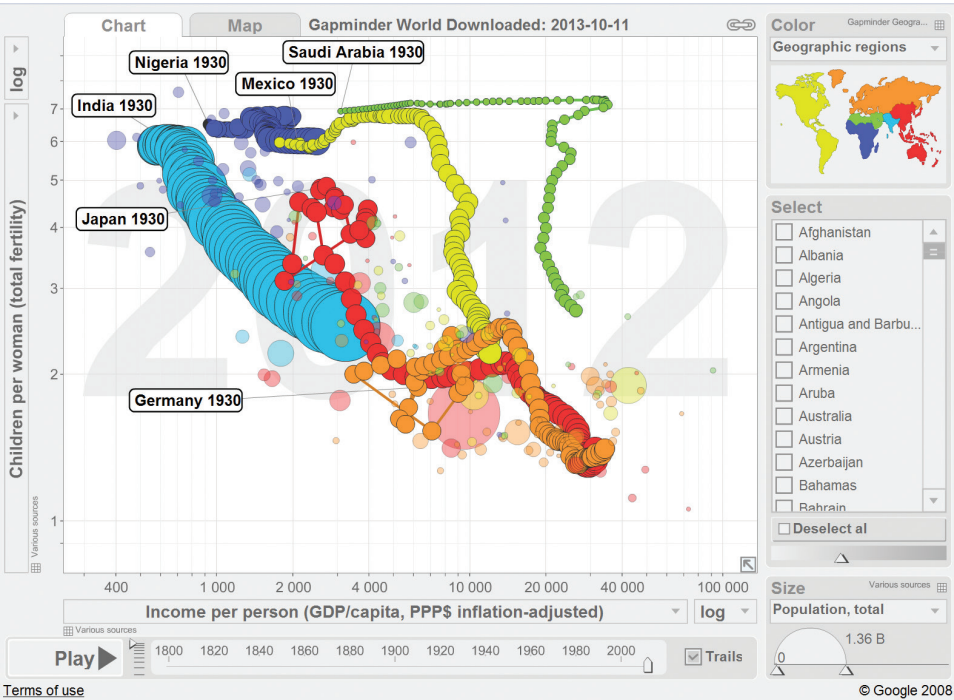 Chart
Map
Gapminder World Downloaded: 2013-10-11
log
Children per woman (total fertility)
Various sources
Nigeria 1930
Saudi Arabia 1930
Mexico 1930
India 1930
Japan 1930
Germany 1930
2012
7
6
5
4
3
2
1
400
1 000
2 000
4 000
10 000
20 000
40 000
100 000
Income per person (GDP/capita, PPP$ inflation-adjusted)
log
Various sources
Play
1800
1820
1840
1860
1880
1900
1920
1940
1960
1980
2000
Trails
Color
Gapminder Geogra...
Geographic regions
Select
Afghanistan
Albania
Algeria
Angola
Antigua and Barbu...
Argentina
Armenia
Aruba
Australia
Austria
Azerbaijan
Bahamas
Bahrain
Deselect al
Size
Various sources
Population, total
1.36 B
0
Terms of use
© Google 2008